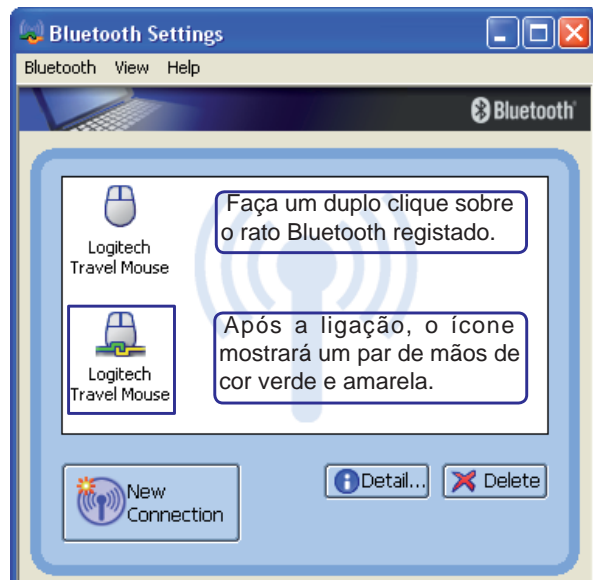 Bluetooth Settings
Bluetooth View Help
Bluetooth
Logitech
Travel Mouse
Faça um duplo clique sobre
o rato Bluetooth registado.
Logitech
Travel Mouse
Após a ligação, o ícone
mostrará um par de mãos de
cor verde e amarela.
New
Connection
Detail...
Delete